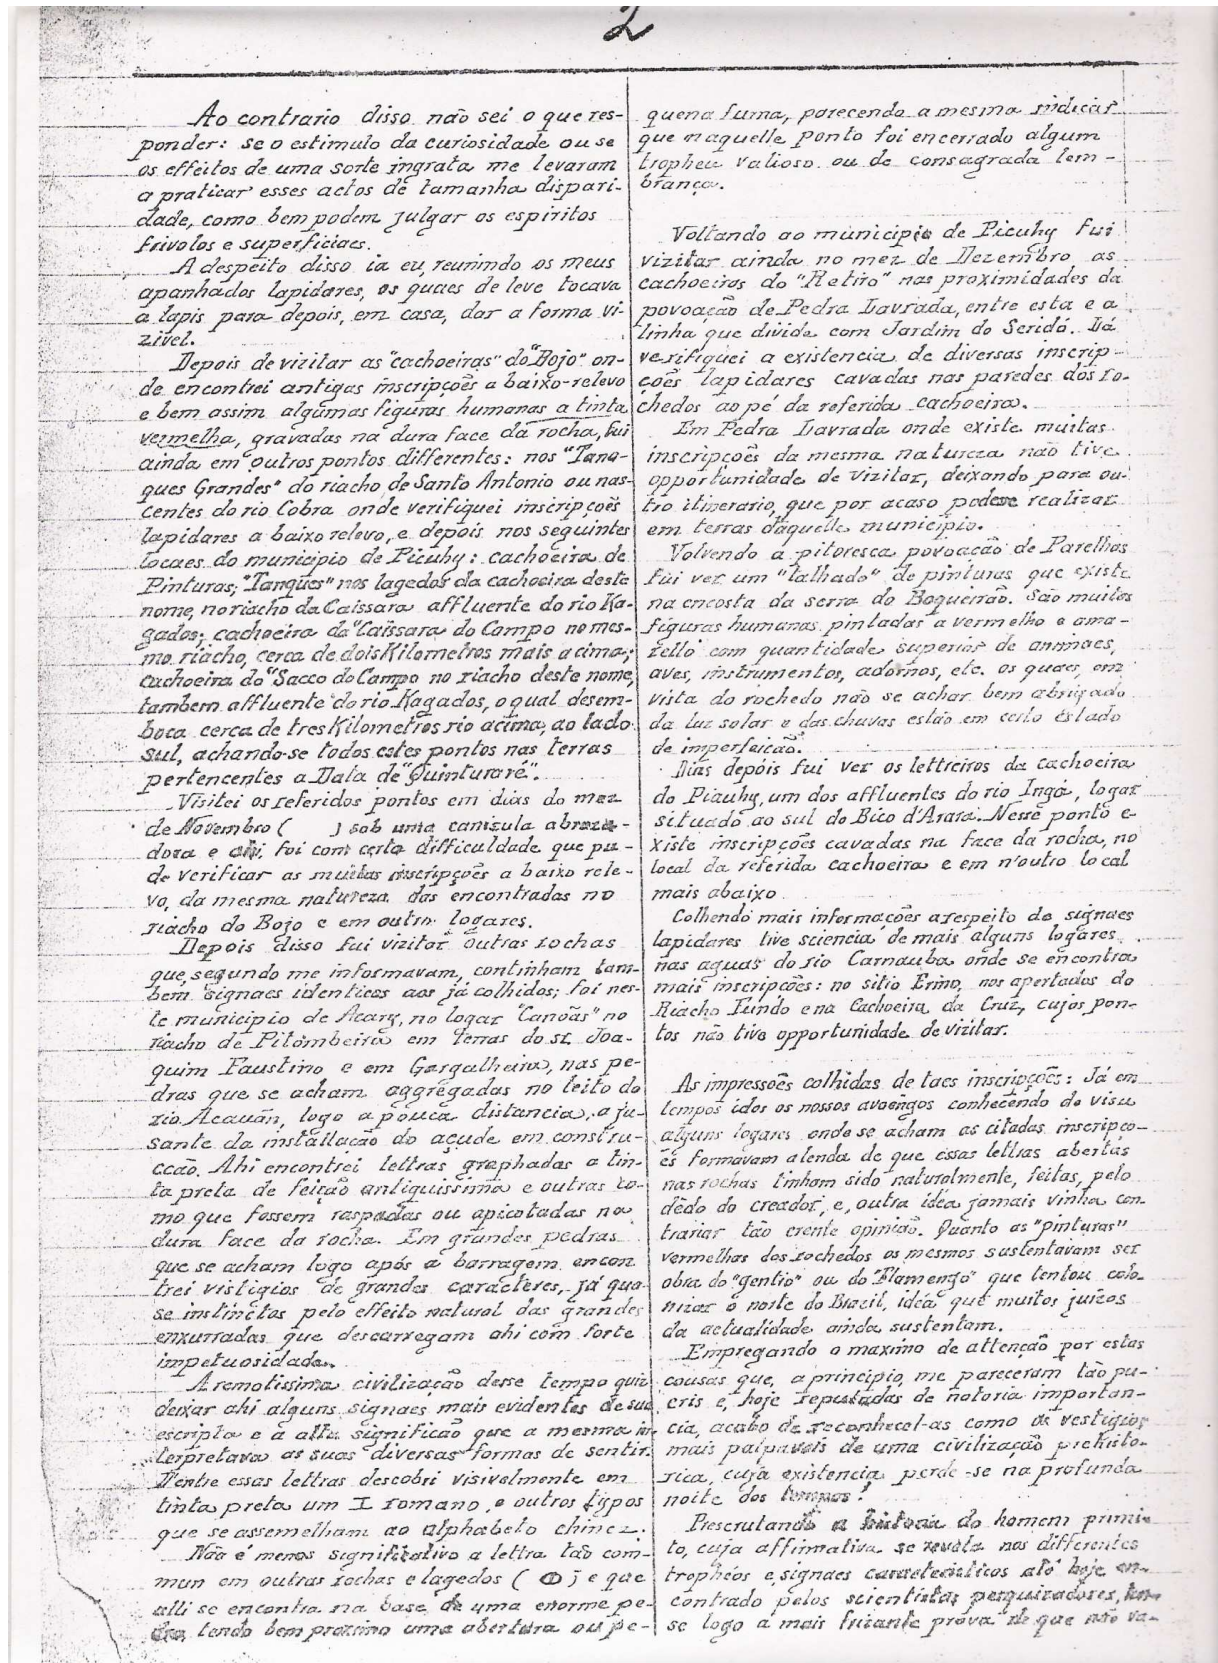 2
Ao contrario disso não sei o que res-
ponder: se o estimulo da curiosidade ou se
os effeitos de uma sorte ingrata me levaram
a praticar esses actos de tamanha dispari-
dade, como bem podem julgar os espiritos
frivolos e superficiaes.
A despeito disso ia eu, reunindo os meus
apanhados lapidares, os quaes de leve tocava
a lapis para depois, em casa, dar a forma vi-
zivel.
Depois de vizitar as "cachoeiras" do "Bojo" on-
de encontrei antigas inscripções a baixo-relevo
e bem assim algumas figuras humanas a tinta
vermelha, gravadas na dura face da rocha, fui
ainda em outros pontos differentes: nos "Tan-
ques Grandes" do riacho de Santo Antonio ou nas-
centes do rio Cobra onde verifiquei inscripções
lapidares a baixo relevo, e depois nos seguintes
locaes do municipio de Picuhy: cachoeira de
Pinturas; "Tanques" nos lagedos da cachoeira deste
nome, no riacho da Caissara affluente do rio Ka-
gados; cachoeira da "Caissara do Campo no mes-
mo riacho, cerca de dois Kilometros mais acima;
cachoeira do "Sacco do Campo no riacho deste nome,
tambem affluente do rio Kagados, o qual desem-
boca cerca de tres Kilometros rio acima, ao lado
sul, achando-se todos estes pontos nas terras
pertencentes a Data de "Quinturaré".
Visitei os referidos pontos em dias do mez
de Novembro ( ) sob uma canicula abraza-
dora e ahi foi com certa difficuldade que pu-
de verificar as muitas inscripções a baixo rele-
vo, da mesma natureza das encontradas no
riacho do Bojo e em outros logares.
Depois disso fui vizitar outras rochas
que, segundo me informavam, continham tam-
bem signaes identicos aos já colhidos; foi nes-
te municipio de Acary, no logar "Canôas" no
riacho de Pitombeira em terras do sr. Joa-
quim Faustino e em Gargalheira, nas pe-
dras que se acham aggregadas no leito do
rio Acauãn, logo a pouca distancia, a ju-
sante da installação do açude em constru-
cção. Ahi encontrei lettras graphadas a tin-
ta preta de feição antiquissima e outras co-
mo que fossem raspadas ou apicotadas na
dura face da rocha. Em grandes pedras
que se acham logo após a barragem encon
trei vistigios de grandes caracteres, já qua-
se instinctos pelo effeito natural das grandes
enxurradas que descarregam ahi com forte
impetuosidade.
A remotissima civilização desse tempo quiz
deixar ahi alguns signaes mais evidentes de sua
escripta e a alta significão que a mesma in
terpretava as suas diversas formas de sentir.
Dentre essas lettras descobri visivelmente em
tinta preta um I romano, e outros typos
que se assemelham ao alphabeto chinez.
Não é menos significativo a lettra tão com-
mun em outras rochas e lagedos ( ) e que
alli se encontra na base de uma enorme pe-
dra tendo bem proximo uma abertura ou pe-
quena furna, parecendo a mesma indicar
que naquelle ponto foi encerrado algum
tropheu valioso ou de consagrada lem-
brança.
Voltando ao municipio de Picuhy fui
vizitar ainda no mez de Dezembro as
cachoeiros do "Retiro" nas proximidades da
povoação de Pedra Lavrada, entre esta e a
linha que divide com Jardim do Seridó. Lá
verifiquei a existencia de diversas inscrip-
ções lapidares cavadas nas paredes dos ro-
chedos ao pé da referida cachoeira.
Em Pedra Lavrada onde existe muitas
inscripções da mesma natureza não tive
opportunidade de vizitar, deixando para ou-
tro itinerario, que por acaso podesse realizar
em terras d'aquelle municipio.
Volvendo a pitoresca povoação de Parelhas
fui ver um "talhado" de pinturas que existe
na encosta da serra do Boqueirão. São muitos
figuras humanas pintadas a vermelho e ama-
rello com quantidade superior de animaes,
aves, instrumentos, adornos, etc. os quaes, em
vista do rochedo não se achar bem abrigado
da luz solar e das chuvas estão em certo estado
de imperfeicão.
Dias depois fui ver os lettreiros da cachoeira
do Picuhy, um dos affluentes do rio Ingá, logar
situado ao sul do Bico d'Arara. Nesse ponto e-
xiste inscripções cavadas na face da rocha, no
local da referida cachoeira e em n'outro local
mais abaixo
Colhendo mais informações arespeito de signaes
lapidares tive sciencia de mais alguns logares
nas aguas do rio Carnauba onde se encontra
mais inscripções: no sitio Ermo, nos apertados do
Riacho Fundo e na Cachoeira da Cruz, cujos pon-
tos não tive opportunidade de vizitar.
As impressões colhidas de taes inscripções: Já em
tempos idos os nossos avoengos conhecendo de visu
alguns logares onde se acham as citadas inscripçõ-
es formavam a lenda de que essas lettras abertas
nas rochas tinham sido naturalmente, feitas, pelo
dêdo do creador, e, outra idéa jamais vinha con-
trariar tão crente opinião. Quanto as "pinturas"
vermelhas dos rochedos os mesmos sustentavam ser
obra do "gentio" ou do "Flamengo" que tentou colo-
nizar o norte do Brazil, idéa que muitos juizos
da actualidade ainda sustentam.
Empregando o maximo de attenção por estas
cousas que, a principio, me pareceram tão pu-
eris e, hoje reputadas de notoria importan-
cia, acabo de reconhecel-as como os vestigios
mais palpaveis de uma civilização prehisto-
rica, cuja existencia perde-se na profunda
noite dos tempos!
Prescrutando a historia do homem primi-
to, cuja affirmativa se revela nos differentes
trophéos e signaes caracteristicos até hoje en-
contrado pelos scientistas pesquizadores, tem-
se logo a mais frizante próva de que não va-